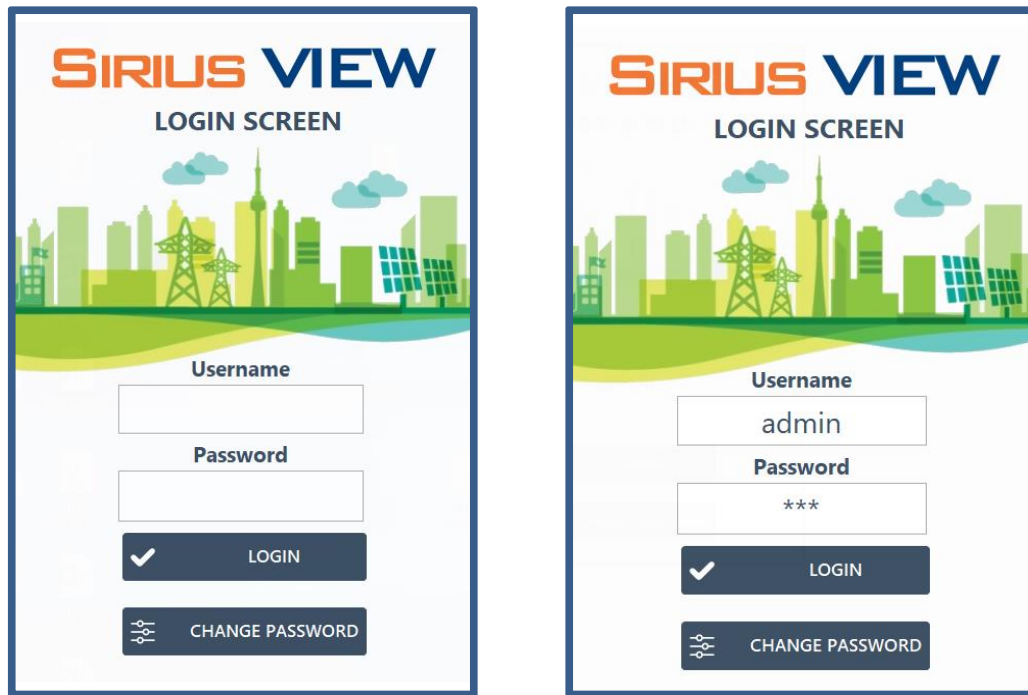 SIRIUS VIEW
LOGIN SCREEN
Username
Password
LOGIN
CHANGE PASSWORD
SIRIUS VIEW
LOGIN SCREEN
Username
admin
Password
***
LOGIN
CHANGE PASSWORD